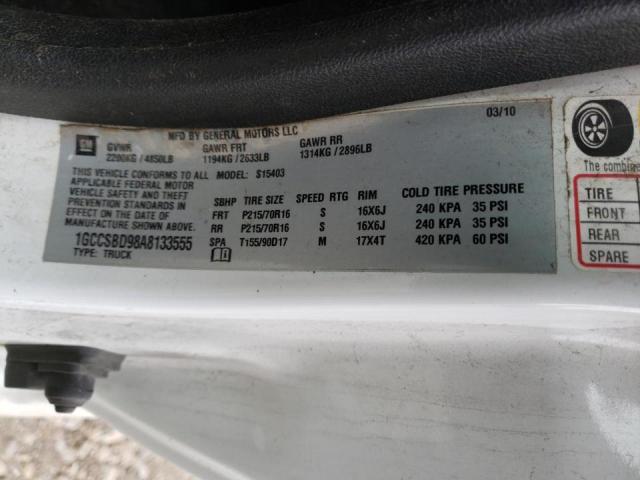 MFD BY GENERAL MOTORS LLC 03/10
GM GVWR GAWR FRT GAWR RR
2200KG / 4850LB 1194KG / 2633LB 1314KG / 2896LB
THIS VEHICLE CONFORMS TO ALL MODEL: S15403
APPLICABLE FEDERAL MOTOR
VEHICLE SAFETY AND THEFT
PREVENTION STANDARDS IN
EFFECT ON THE DATE OF
MANUFACTURE SHOWN ABOVE.
1GCCSBD98A8133555
TYPE: TRUCK
SBHP TIRE SIZE SPEED RTG RIM COLD TIRE PRESSURE
FRT P215/70R16 S 16X6J 240 KPA 35 PSI
RR P215/70R16 S 16X6J 240 KPA 35 PSI
SPA T155/90D17 M 17X4T 420 KPA 60 PSI
The combine
TIRE
FRONT
REAR
SPARE